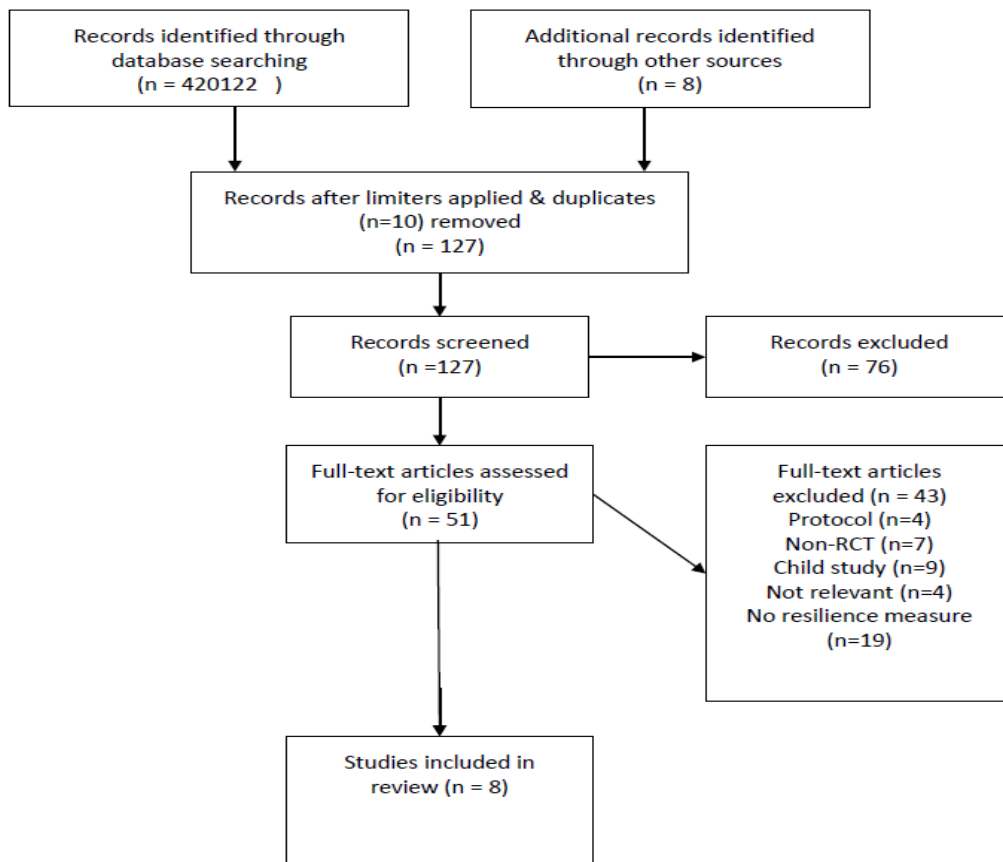 Records identified through
database searching
(n = 420122   )
Additional records identified
through other sources
(n = 8)
Records after limiters applied & duplicates
(n=10) removed
(n = 127)
Records screened
(n =127)
Records excluded
(n = 76)
Full-text articles assessed
for eligibility
(n = 51)
Full-text articles
excluded (n = 43)
Protocol (n=4)
Non-RCT (n=7)
Child study (n=9)
Not relevant (n=4)
No resilience measure
(n=19)
Studies included in
review (n = 8)